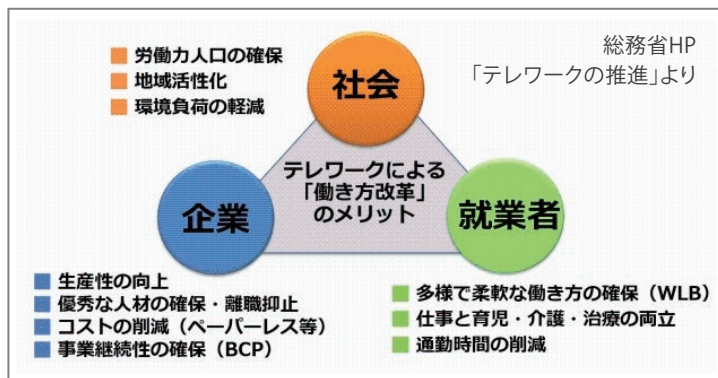 総務省HP
「テレワークの推進」より
■ 労働力人口の確保
■ 地域活性化
■ 環境負荷の軽減
社会
テレワークによる
「働き方改革」
のメリット
企業
就業者
■ 生産性の向上
■ 優秀な人材の確保・離職抑止
■ コストの削減（ペーパーレス等）
■ 事業継続性の確保（BCP）
■ 多様で柔軟な働き方の確保（WLB）
■ 仕事と育児・介護・治療の両立
■ 通勤時間の削減